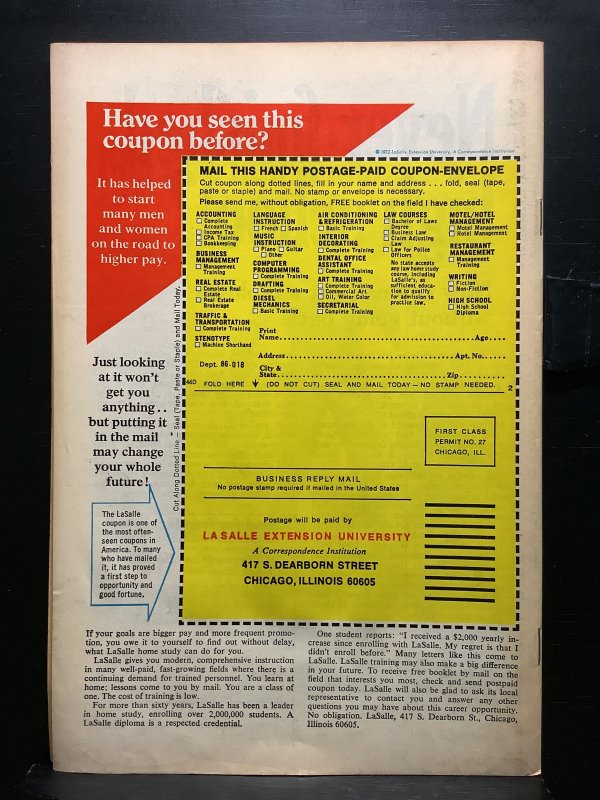 Have you seen this
coupon before?
© 1972 LaSalle Extension University, A Correspondence Institution
It has helped
to start
many men
and women
on the road to
higher pay.
Just looking
at it won't
get you
anything . .
but putting it
in the mail
may change
your whole
future!
The LaSalle
coupon is one of
the most often-
seen coupons in
America. To many
who have mailed
it, it has proved
a first step to
opportunity and
good fortune.
Cut Along Dotted Line — Seal (Tape, Paste or Staple) and Mail Today.
MAIL THIS HANDY POSTAGE-PAID COUPON-ENVELOPE
Cut coupon along dotted lines, fill in your name and address . . . fold, seal (tape,
paste or staple) and mail. No stamp or envelope is necessary.
Please send me, without obligation, FREE booklet on the field I have checked:
ACCOUNTING
Complete
Accounting
Income Tax
CPA Training
Bookkeeping
BUSINESS
MANAGEMENT
Management
Training
REAL ESTATE
Complete Real
Estate
Real Estate
Brokerage
TRAFFIC &
TRANSPORTATION
Complete Training
STENOTYPE
Machine Shorthand
LANGUAGE
INSTRUCTION
French Spanish
MUSIC
INSTRUCTION
Piano Guitar
Other
COMPUTER
PROGRAMMING
Complete Training
DRAFTING
Complete Training
DIESEL
MECHANICS
Basic Training
AIR CONDITIONING
& REFRIGERATION
Basic Training
INTERIOR
DECORATING
Complete Training
DENTAL OFFICE
ASSISTANT
Complete Training
ART TRAINING
Complete Training
Commercial Art
Oil, Water Color
SECRETARIAL
Complete Training
LAW COURSES
Bachelor of Laws
Degree
Business Law
Claim Adjusting
Law
Law for Police
Officers
No state accepts
any law home study
course, including
LaSalle's, as
sufficient educa-
tion to qualify
for admission to
practice law.
MOTEL/HOTEL
MANAGEMENT
Motel Management
Hotel Management
RESTAURANT
MANAGEMENT
Management
Training
WRITING
Fiction
Non-Fiction
HIGH SCHOOL
High School
Diploma
Print
Name Age
Address Apt. No.
Dept. 86-018
City &
State Zip
46D FOLD HERE (DO NOT CUT) SEAL AND MAIL TODAY — NO STAMP NEEDED. 2
FIRST CLASS
PERMIT NO. 27
CHICAGO, ILL.
BUSINESS REPLY MAIL
No postage stamp required if mailed in the United States
Postage will be paid by
LA SALLE EXTENSION UNIVERSITY
A Correspondence Institution
417 S. DEARBORN STREET
CHICAGO, ILLINOIS 60605
If your goals are bigger pay and more frequent promo-
tion, you owe it to yourself to find out without delay,
what LaSalle home study can do for you.
LaSalle gives you modern, comprehensive instruction
in many well-paid, fast-growing fields where there is a
continuing demand for trained personnel. You learn at
home; lessons come to you by mail. You are a class of
one. The cost of training is low.
For more than sixty years, LaSalle has been a leader
in home study, enrolling over 2,000,000 students. A
LaSalle diploma is a respected credential.
One student reports: "I received a $2,000 yearly in-
crease since enrolling with LaSalle. My regret is that I
didn't enroll before." Many letters like this come to
LaSalle. LaSalle training may also make a big difference
in your future. To receive free booklet by mail on the
field that interests you most, check and send postpaid
coupon today. LaSalle will also be glad to ask its local
representative to contact you and answer any other
questions you may have about this career opportunity.
No obligation. LaSalle, 417 S. Dearborn St., Chicago,
Illinois 60605.